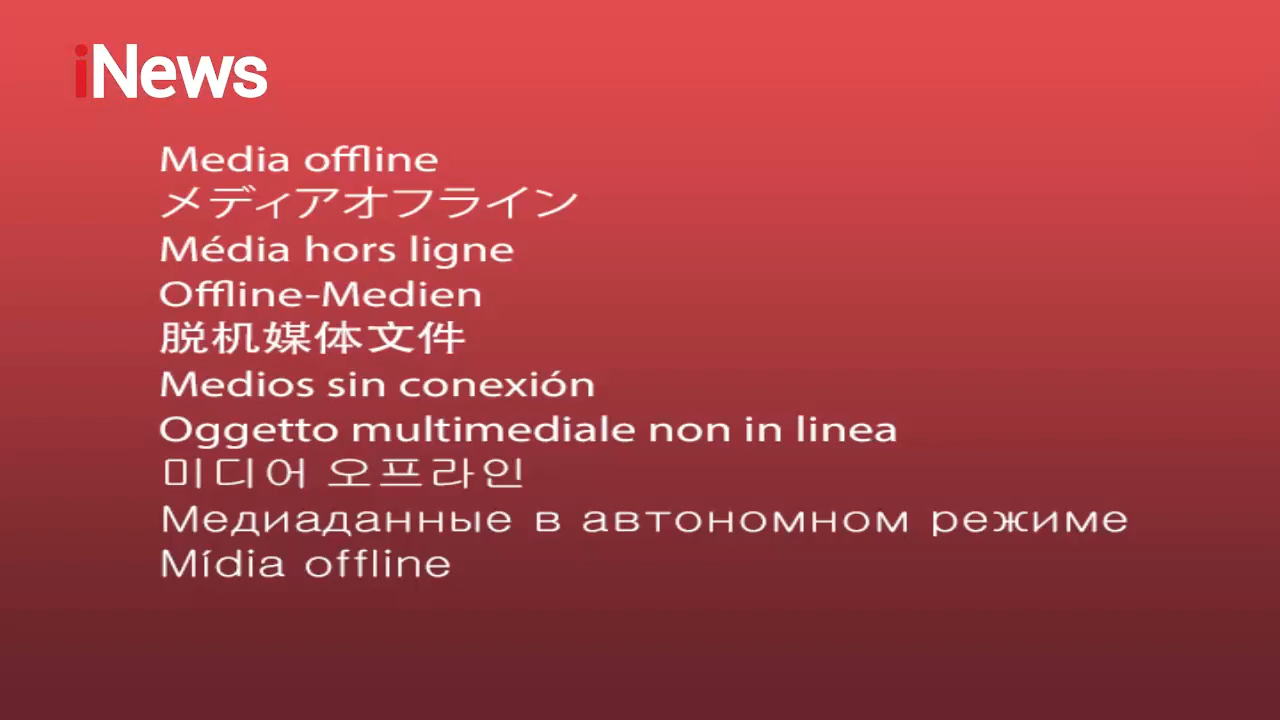 iNews
Media offline
メディアオフライン
Média hors ligne
Offline-Medien
脱机媒体文件
Medios sin conexión
Oggetto multimediale non in linea
미디어 오프라인
Медиаданные в автономном режиме
Mídia offline